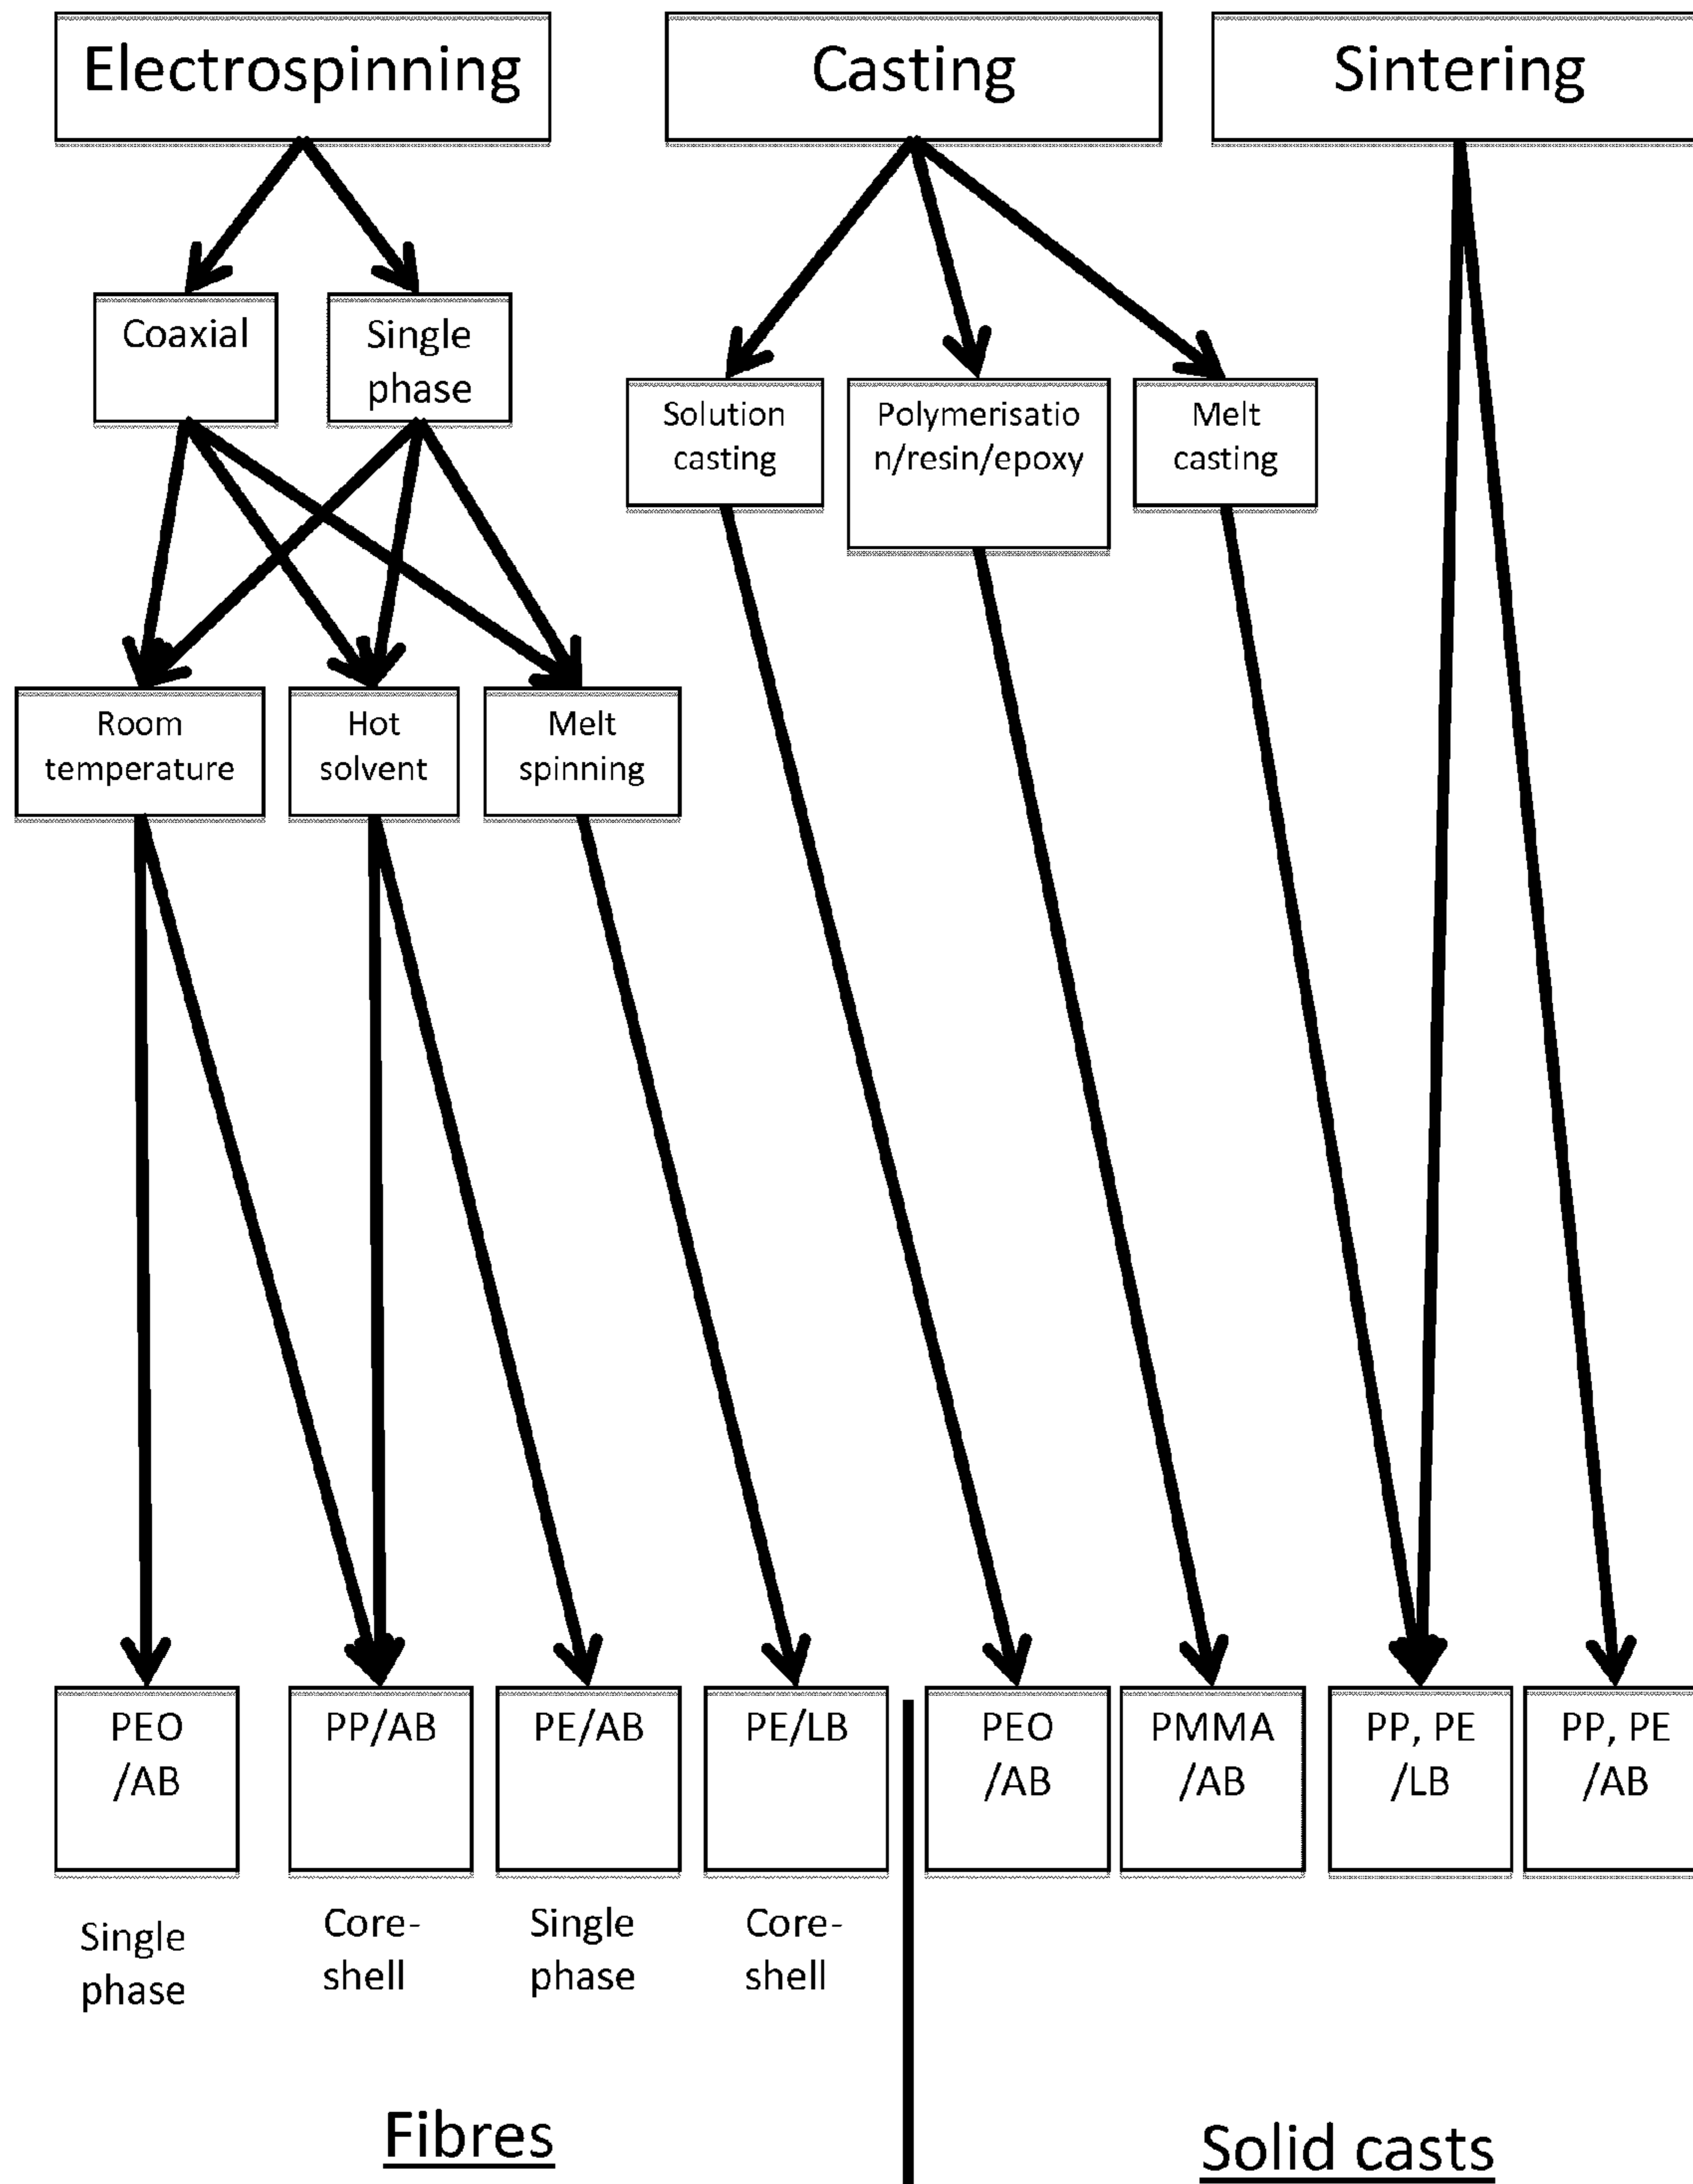 Electrospinning
Casting
Sintering
Coaxial
Single
phase
Solution
casting
Polymerisatio
n/resin/epoxy
Melt
casting
Room
temperature
Hot
solvent
Melt
spinning
PEO
/AB
PP/AB
PE/AB
PE/LB
PEO
/AB
PMMA
/AB
PP, PE
/LB
PP, PE
/AB
Single
phase
Core-
shell
Single
phase
Core-
shell
Fibres
Solid casts